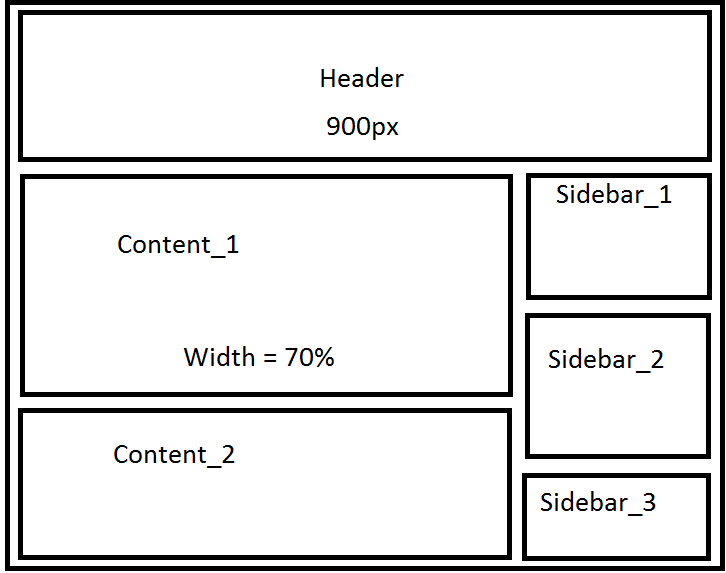 Header
900px
Content_1
Width = 70%
Content_2
Sidebar_1
Sidebar_2
Sidebar_3